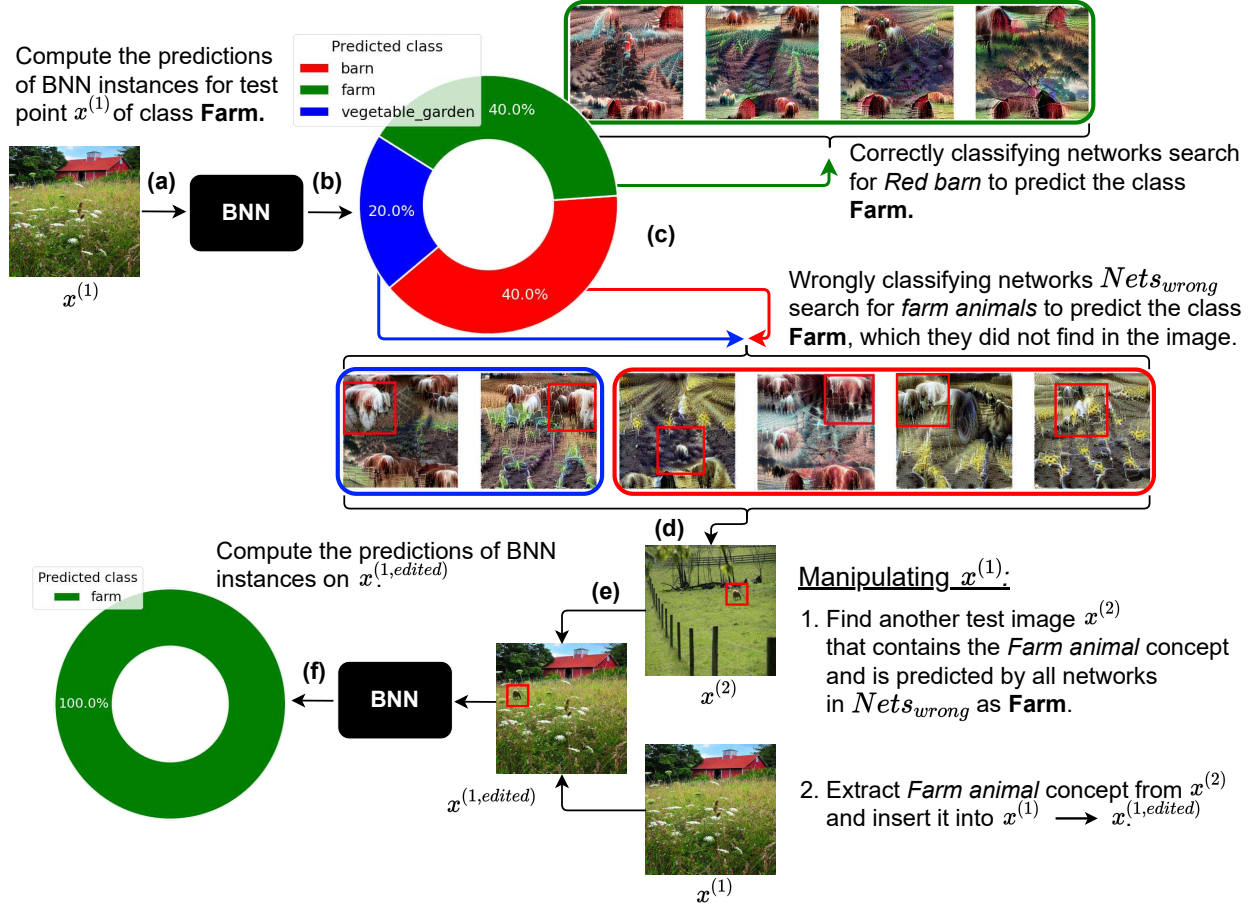 Compute the predictions
of BNN instances for test
point x^(1) of class Farm.
Predicted class
barn
farm
vegetable_garden
40.0%
20.0%
40.0%
(a)
BNN
(b)
x^(1)
(c)
Correctly classifying networks search
for Red barn to predict the class
Farm.
Wrongly classifying networks Nets_wrong
search for farm animals to predict the class
Farm, which they did not find in the image.
(d)
Compute the predictions of BNN
instances on x^(1,edited).
Predicted class
farm
100.0%
(f)
BNN
(e)
x^(1,edited)
x^(2)
x^(1)
Manipulating x^(1):
1. Find another test image x^(2)
that contains the Farm animal concept
and is predicted by all networks
in Nets_wrong as Farm.
2. Extract Farm animal concept from x^(2)
and insert it into x^(1) ⟶ x^(1,edited).